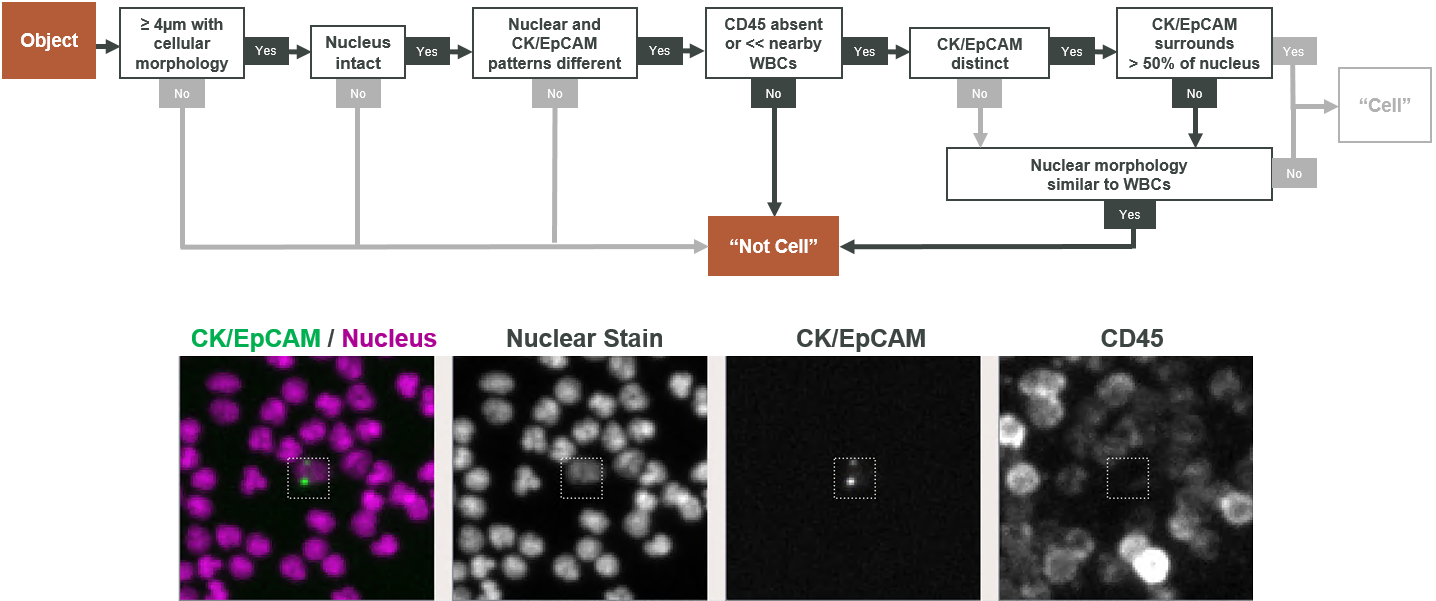 Object
≥ 4µm with
cellular
morphology
Yes
No
Nucleus
intact
Yes
No
Nuclear and
CK/EpCAM
patterns different
Yes
No
CD45 absent
or << nearby
WBCs
Yes
No
CK/EpCAM
distinct
Yes
No
CK/EpCAM
surrounds
> 50% of nucleus
Yes
No
“Cell”
Nuclear morphology
similar to WBCs
No
Yes
“Not Cell”
CK/EpCAM / Nucleus
Nuclear Stain
CK/EpCAM
CD45